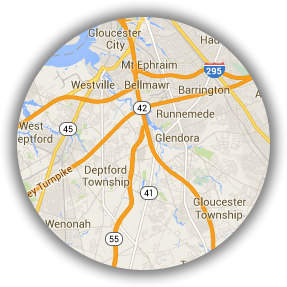 Gloucester
City
Had
Mt Ephraim
295
Westville
Bellmawr
Barrington
A
42
Runnemede
West
Deptford
45
Glendora
ey Turnpike
Deptford
Township
41
Gloucester
Township
Wenonah
55